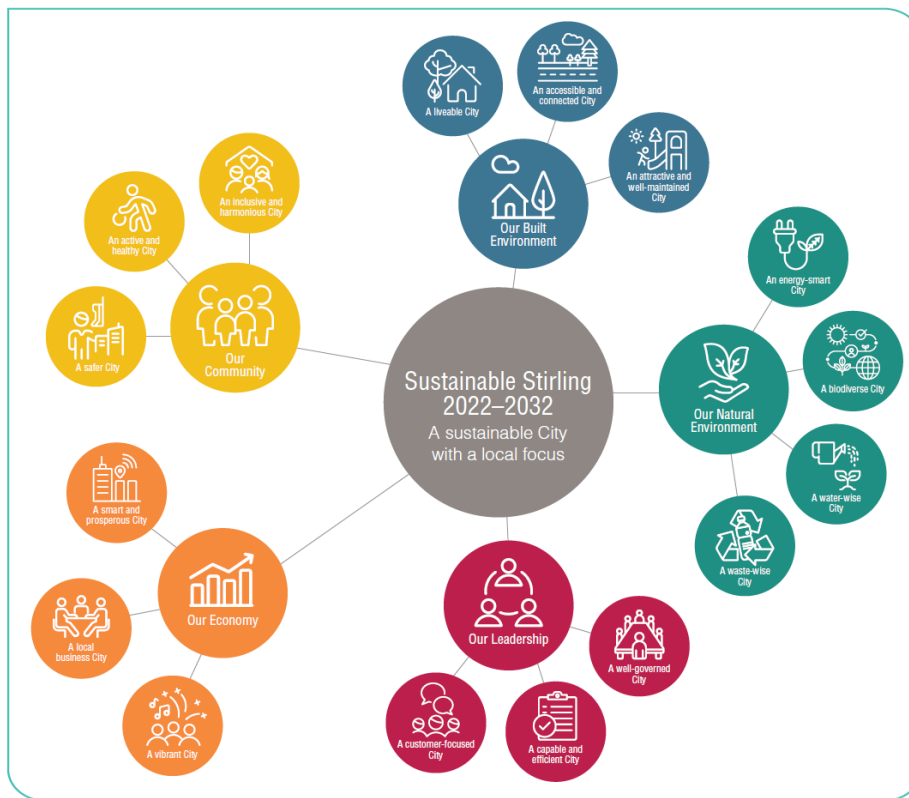 A liveable City
An accessible and
connected City
An attractive and
well-maintained
City
Our Built
Environment
An inclusive and
harmonious City
An active and
healthy City
A safer City
Our
Community
An energy-smart
City
A biodiverse City
A water-wise
City
A waste-wise
City
Our Natural
Environment
Sustainable Stirling
2022–2032
A sustainable City
with a local focus
A smart and
prosperous City
A local
business City
A vibrant City
Our Economy
Our Leadership
A well-governed
City
A capable and
efficient City
A customer-focused
City